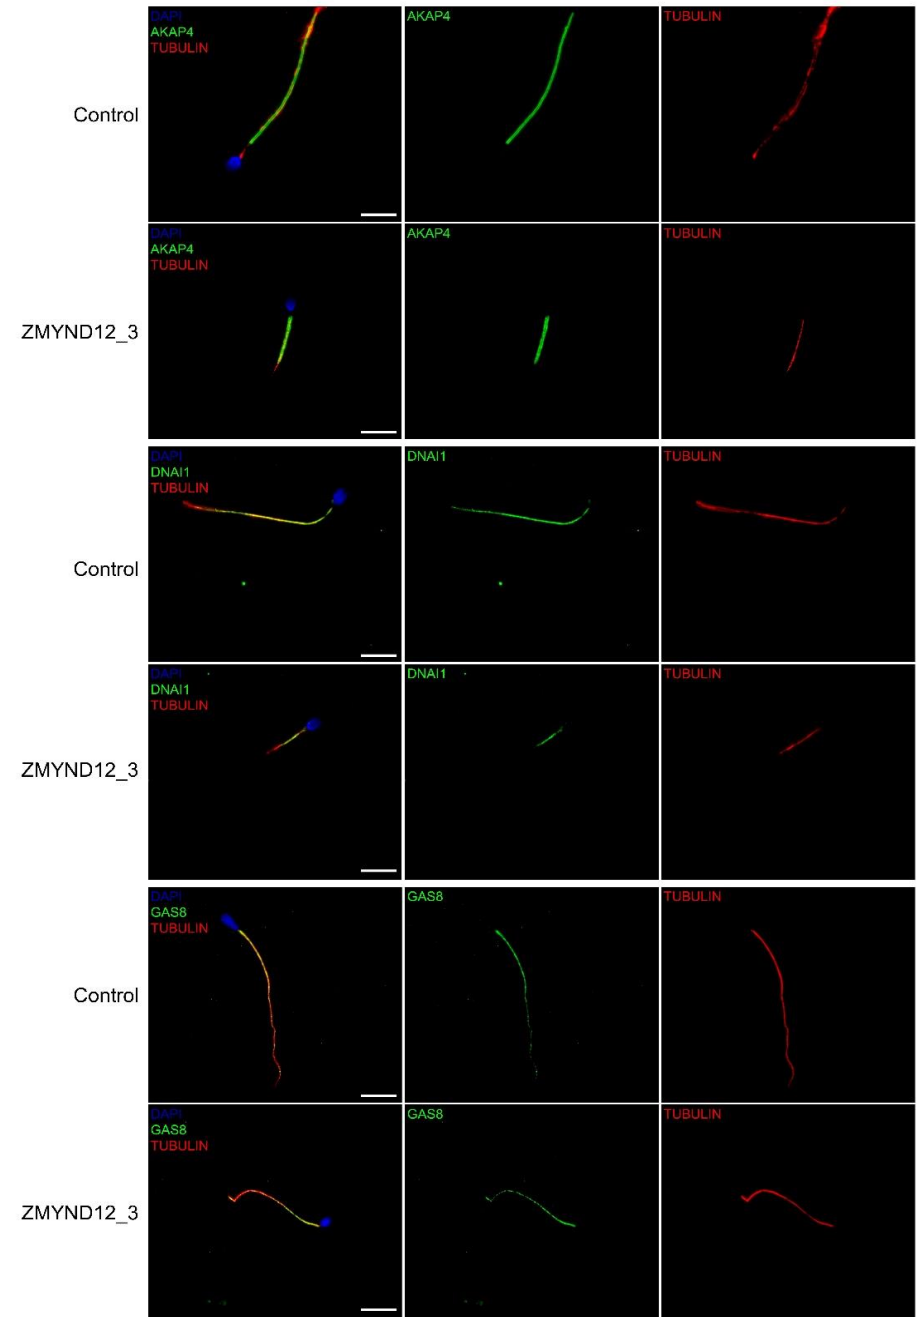 DAPI
AKAP4
TUBULIN
AKAP4
TUBULIN
Control
DAPI
AKAP4
TUBULIN
AKAP4
TUBULIN
ZMYND12_3
DAPI
DNAI1
TUBULIN
DNAI1
TUBULIN
Control
DAPI
DNAI1
TUBULIN
DNAI1
TUBULIN
ZMYND12_3
DAPI
GAS8
TUBULIN
GAS8
TUBULIN
Control
DAPI
GAS8
TUBULIN
GAS8
TUBULIN
ZMYND12_3